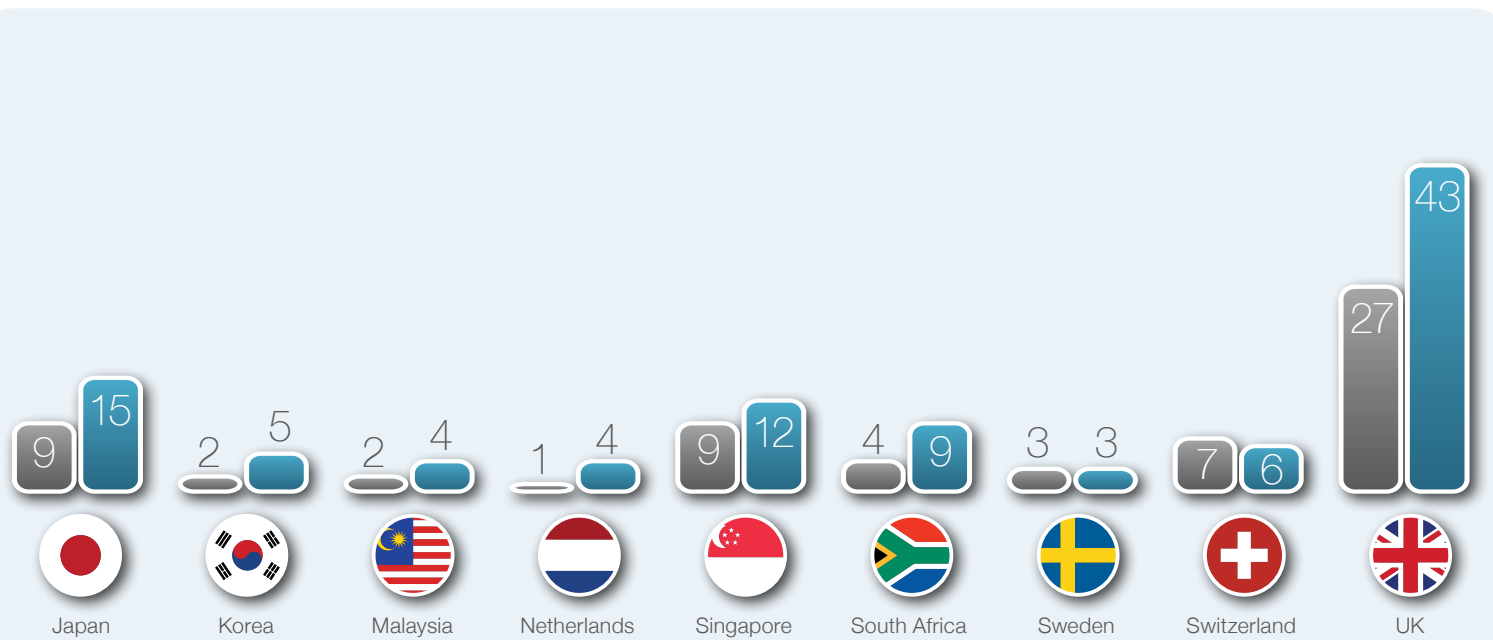 43
27
15
9
2
5
2
4
1
4
9
12
4
9
3
3
7
6
Japan
Korea
Malaysia
Netherlands
Singapore
South Africa
Sweden
Switzerland
UK